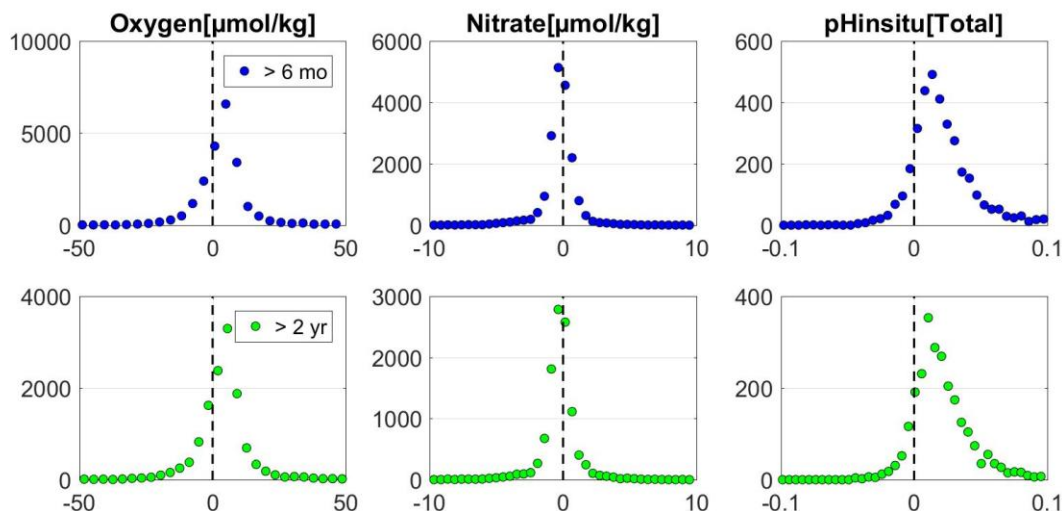 Oxygen[µmol/kg] Nitrate[µmol/kg] pHinsitu[Total]
10000 6000 600
> 6 mo
4000 400
5000
2000 200
0 0 0
-50 0 50 -10 0 10 -0.1 0 0.1
4000 3000 400
> 2 yr
2000 2000 200
1000
0 0 0
-50 0 50 -10 0 10 -0.1 0 0.1